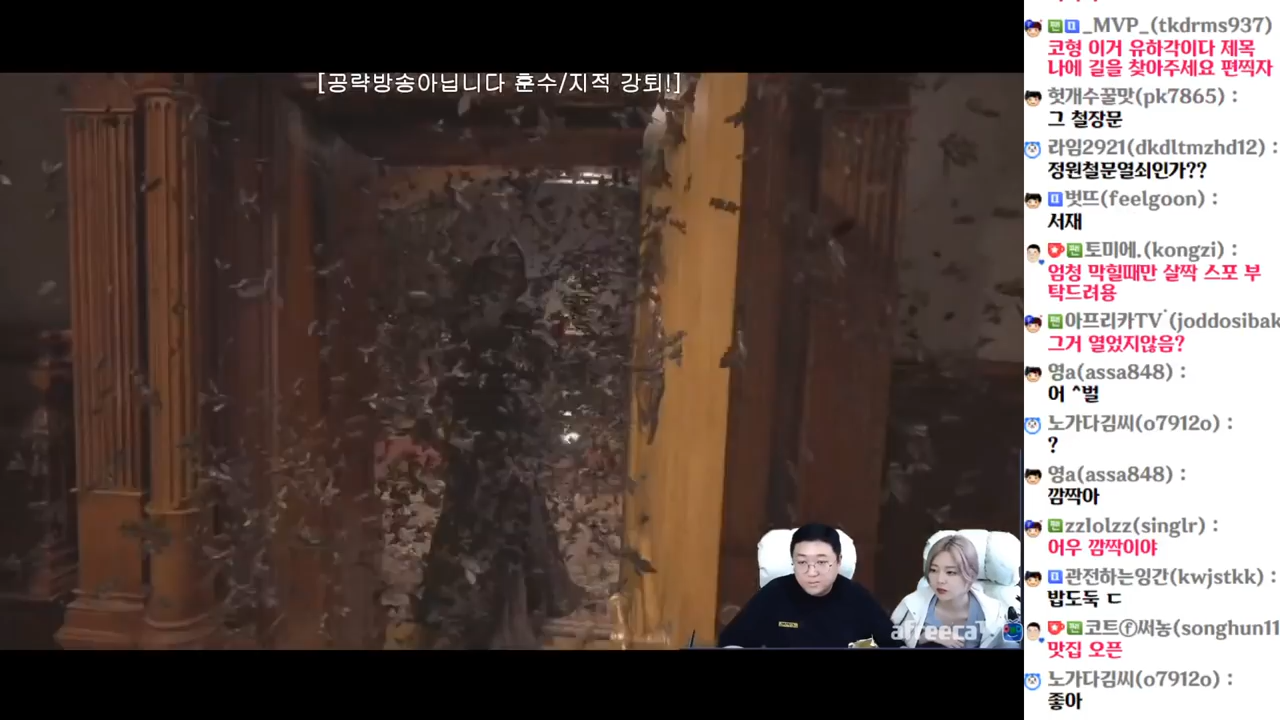 [공략방송아닙니다 훈수/지적 강퇴!]
afreecaTV
_MVP_(tkdrms937)
코형 이거 유하각이다 제목
나에 길을 찾아주세요 편찍자
헛개수꿀맛(pk7865) :
그 철장문
라임2921(dkdltmzhd12) :
정원철문열쇠인가??
벗뜨(feelgoon) :
서재
토미에.(kongzi) :
엄청 막힐때만 살짝 스포 부
탁드려용
아프리카TV˙(joddosibak
그거 열었지않음?
영a(assa848) :
어 ^벌
노가다김씨(o7912o) :
?
영a(assa848) :
깜짝아
zzlolzz(singlr) :
어우 깜짝이야
관전하는잉간(kwjstkk) :
밥도둑 ㄷ
코트ⓕ써농(songhun11
맛집 오픈
노가다김씨(o7912o) :
좋아